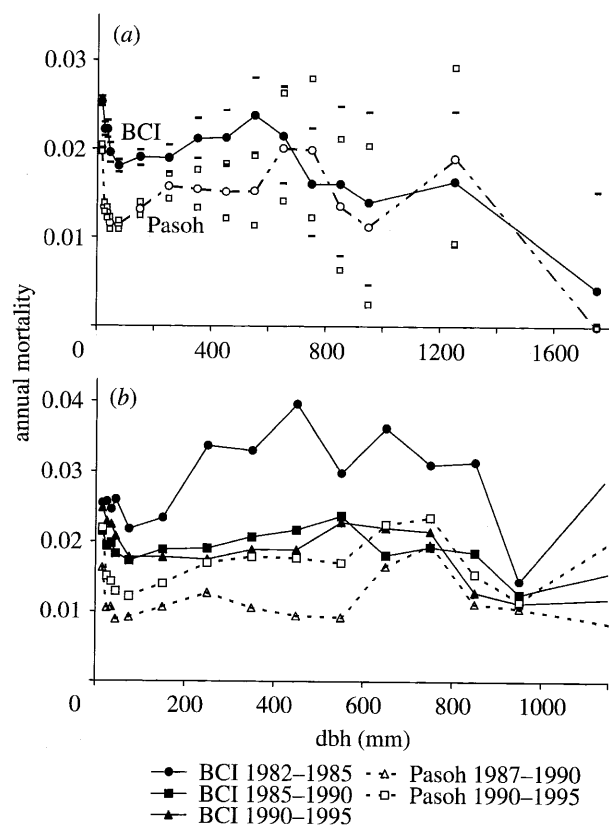 (a)
0.03
0.02
0.01
BCI
Pasoh
0 400 800 1200 1600
annual mortality
(b)
0.04
0.03
0.02
0.01
0 200 400 600 800 1000
dbh (mm)
BCI 1982–1985
BCI 1985–1990
BCI 1990–1995
Pasoh 1987–1990
Pasoh 1990–1995